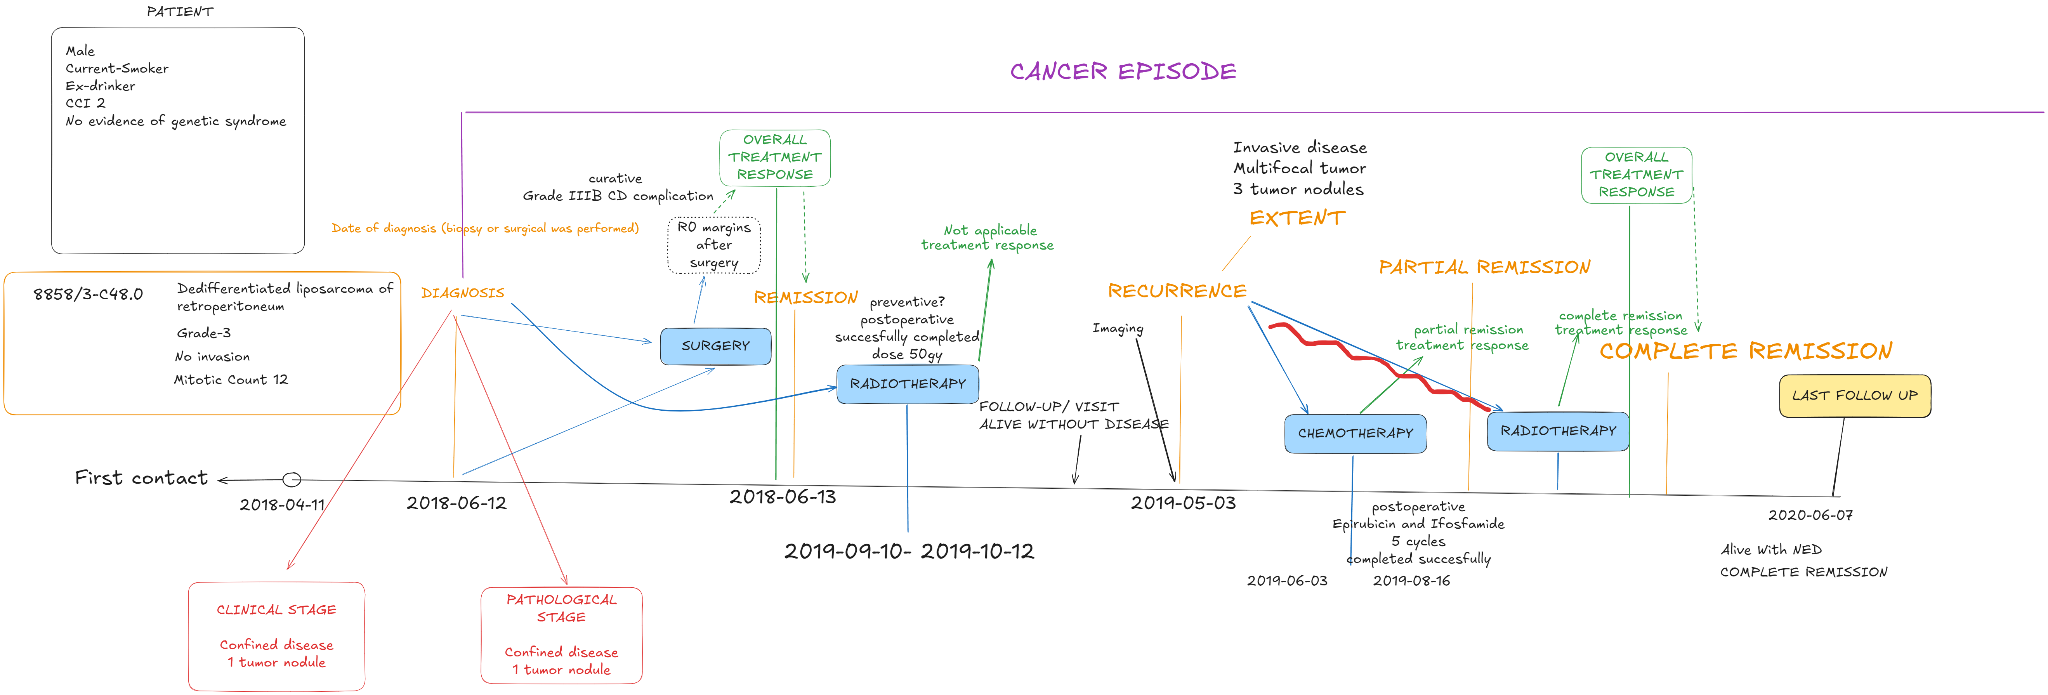 PATIENT
Male
Current-Smoker
Ex-drinker
CCI 2
No evidence of genetic syndrome
8858/3-C48.0
Dedifferentiated liposarcoma of
retroperitoneum
Grade-3
No invasion
Mitotic Count 12
CANCER EPISODE
Date of diagnosis (biopsy or surgical was performed)
DIAGNOSIS
curative
Grade IIIB CD complication
R0 margins
after
surgery
SURGERY
OVERALL
TREATMENT
RESPONSE
REMISSION
preventive?
postoperative
succesfully completed
dose 50gy
RADIOTHERAPY
Not applicable
treatment response
FOLLOW-UP/ VISIT
ALIVE WITHOUT DISEASE
Imaging
RECURRENCE
Invasive disease
Multifocal tumor
3 tumor nodules
EXTENT
PARTIAL REMISSION
partial remission
treatment response
CHEMOTHERAPY
RADIOTHERAPY
complete remission
treatment response
OVERALL
TREATMENT
RESPONSE
COMPLETE REMISSION
LAST FOLLOW UP
First contact
2018-04-11
2018-06-12
2018-06-13
2019-09-10- 2019-10-12
2019-05-03
postoperative
Epirubicin and Ifosfamide
5 cycles
completed succesfully
2019-06-03
2019-08-16
2020-06-07
Alive With NED
COMPLETE REMISSION
CLINICAL STAGE
Confined disease
1 tumor nodule
PATHOLOGICAL
STAGE
Confined disease
1 tumor nodule